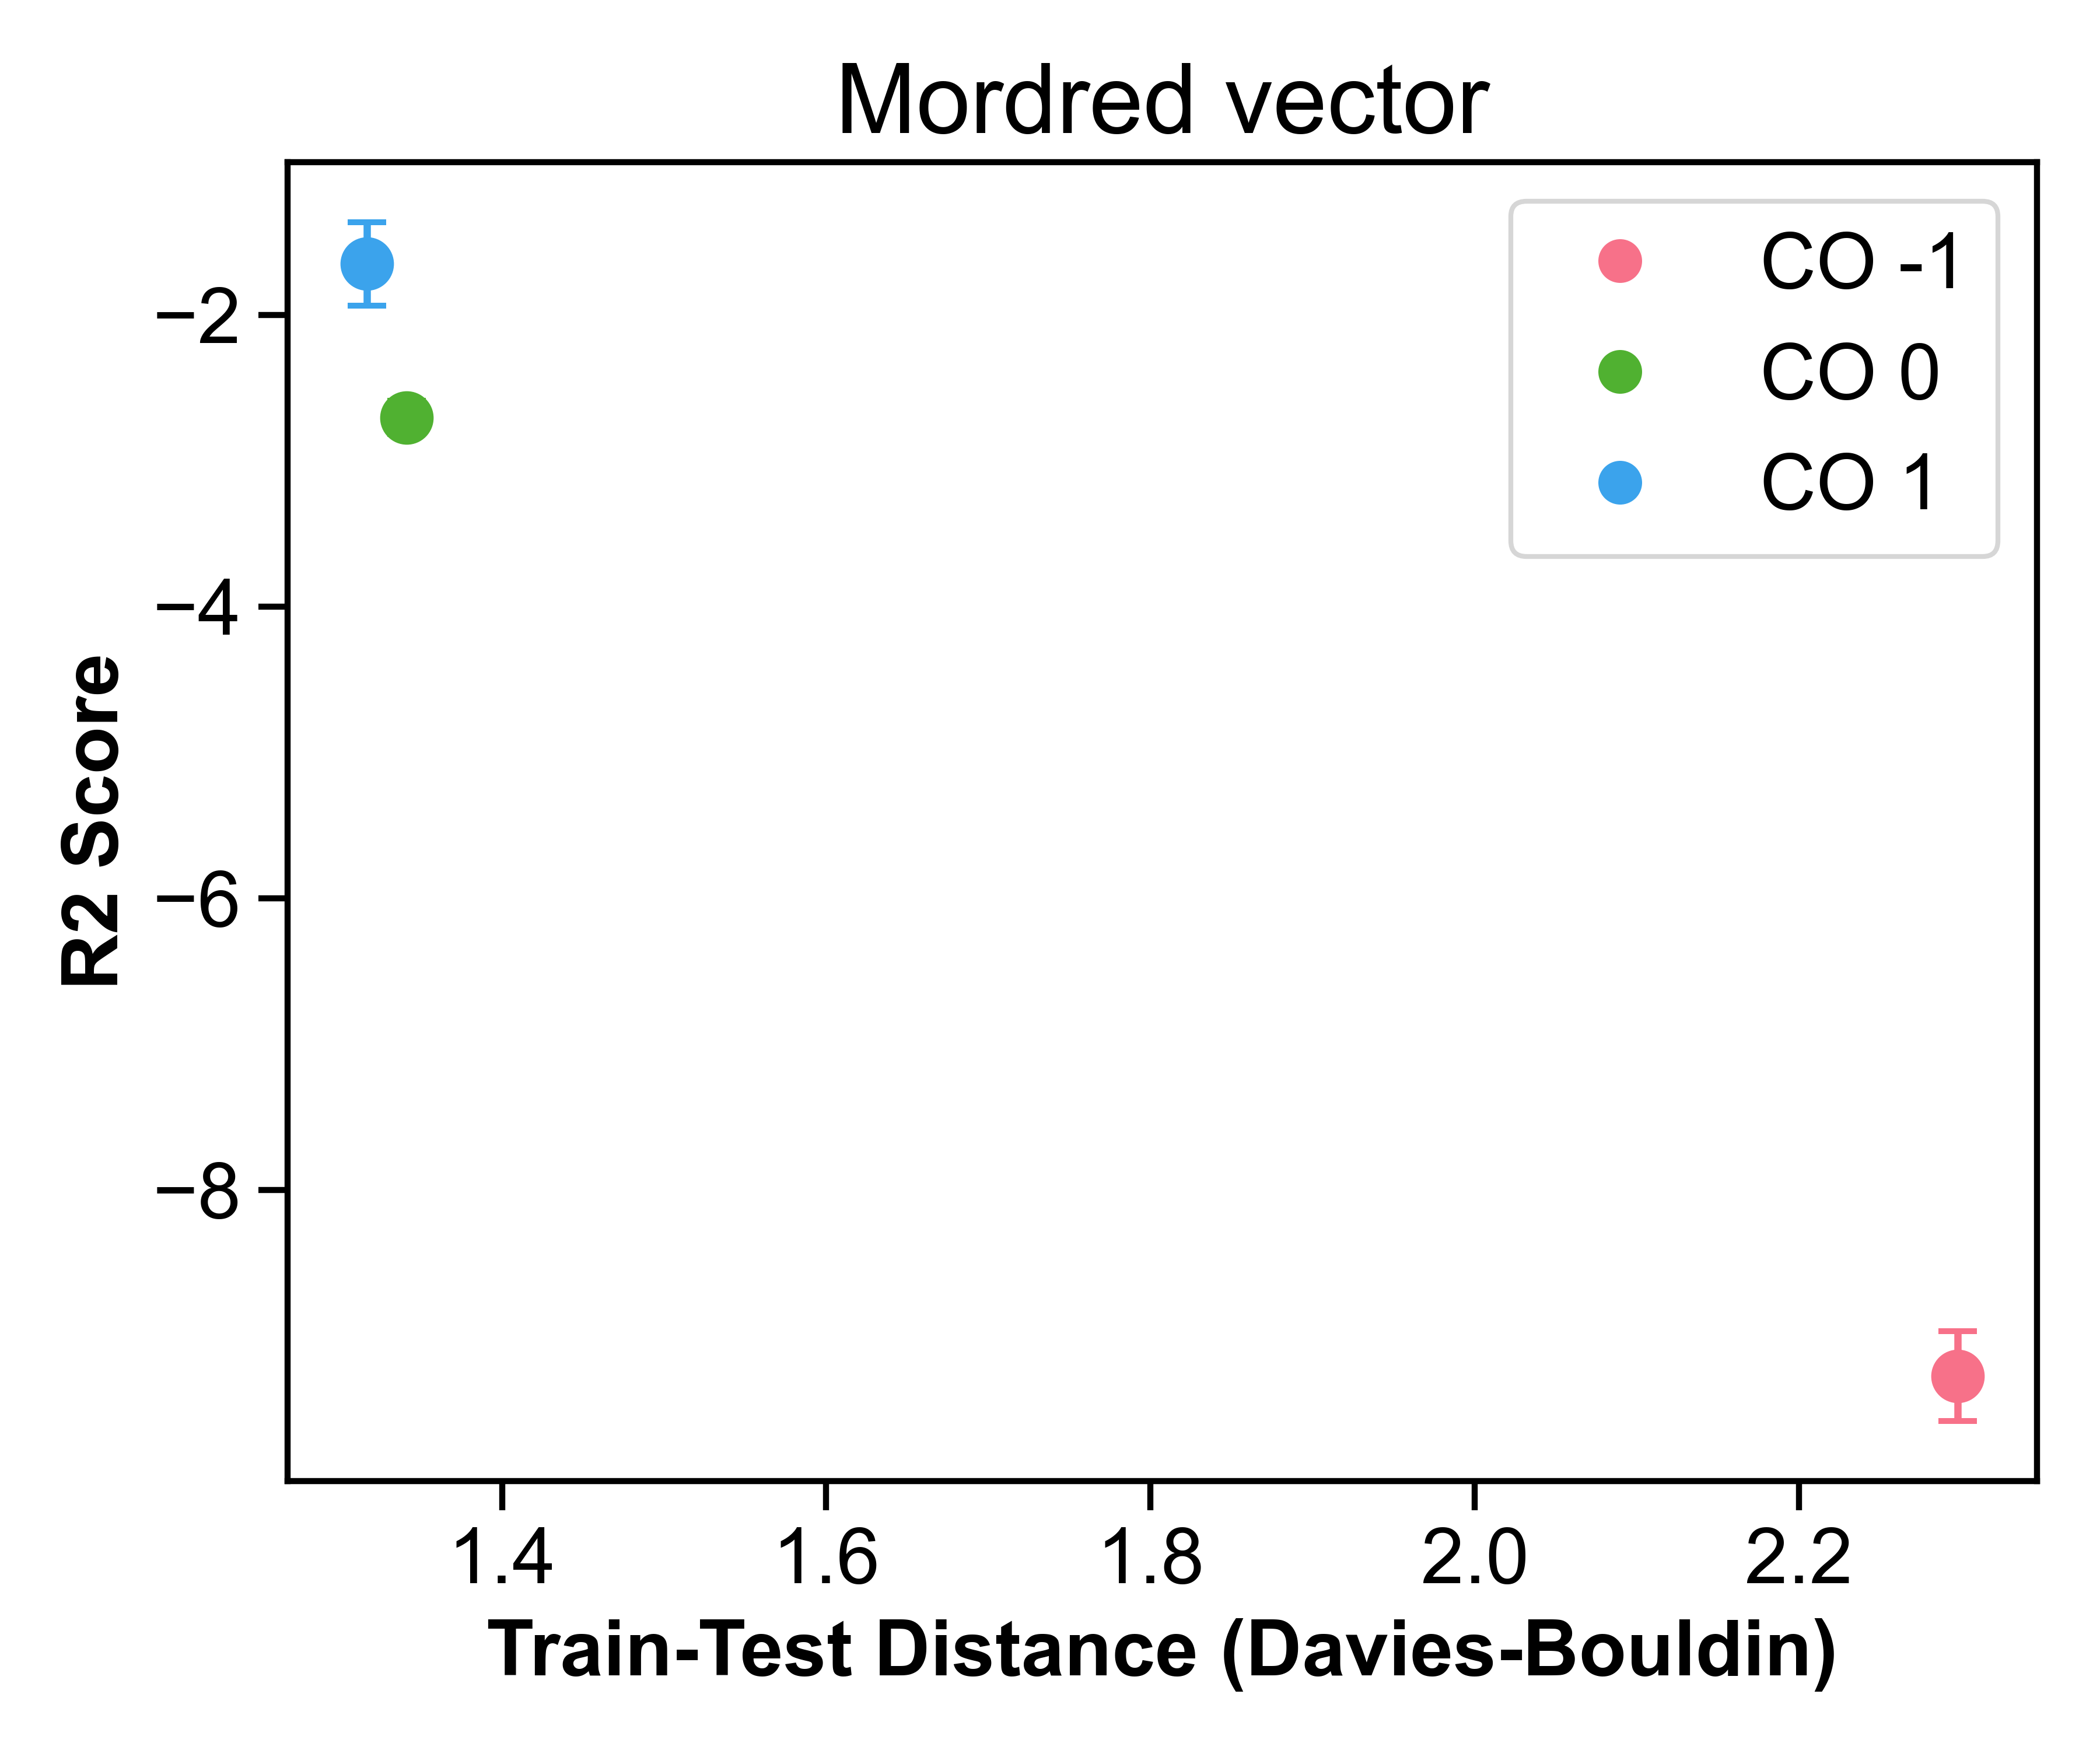 Mordred vector
CO -1
CO 0
CO 1
R2 Score
−2
−4
−6
−8
1.4 1.6 1.8 2.0 2.2
Train-Test Distance (Davies-Bouldin)